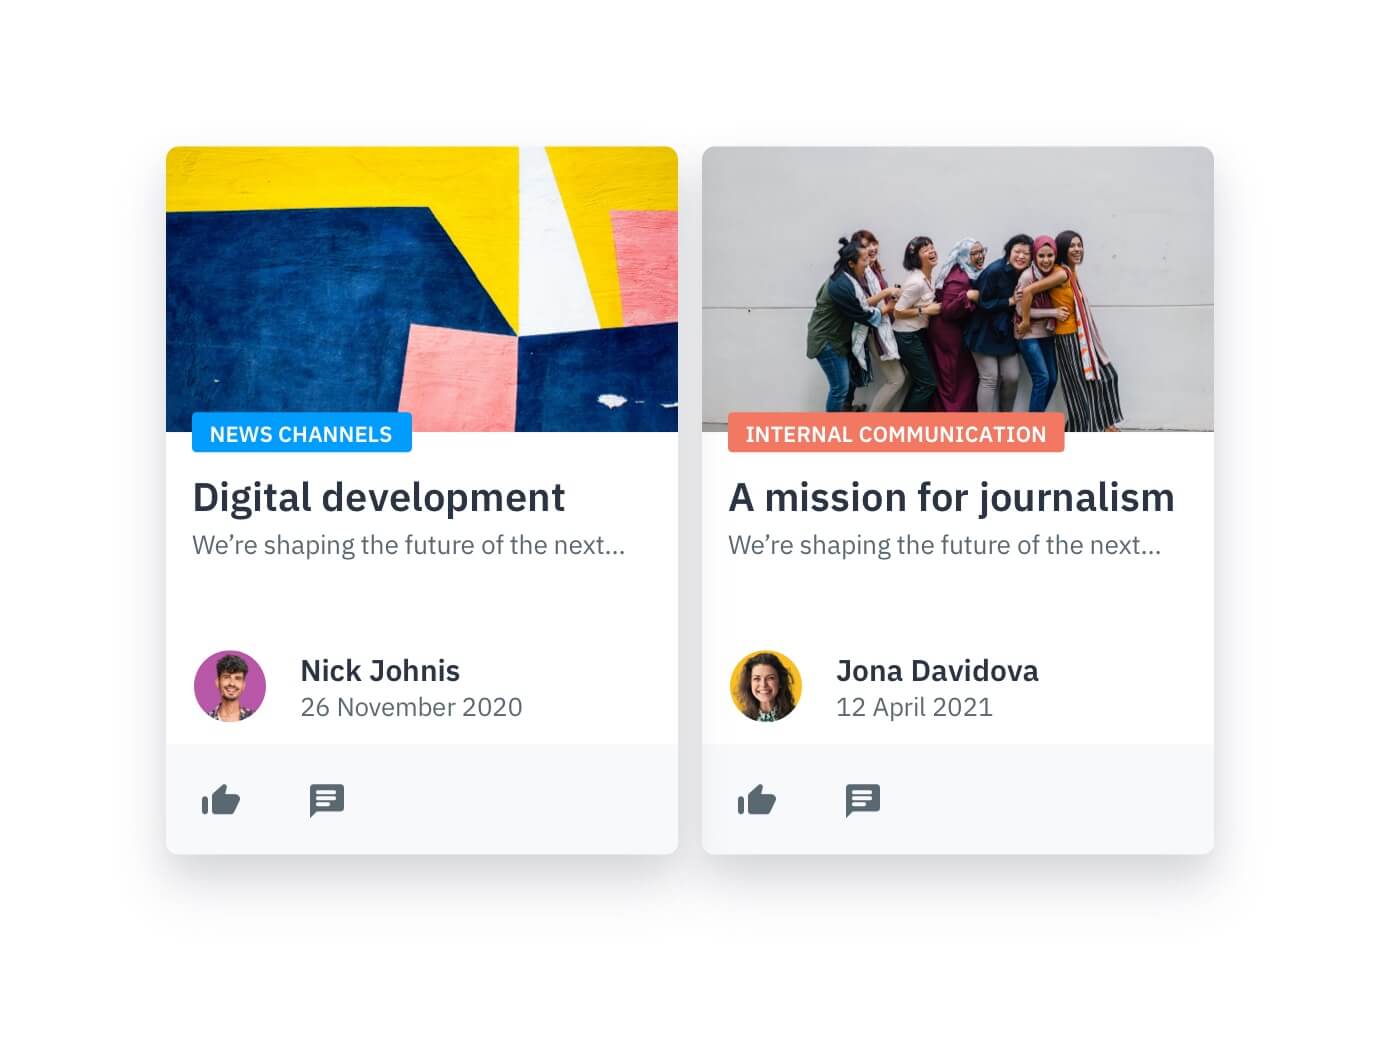 NEWS CHANNELS
Digital development
We’re shaping the future of the next...
Nick Johnis
26 November 2020
INTERNAL COMMUNICATION
A mission for journalism
We’re shaping the future of the next...
Jona Davidova
12 April 2021